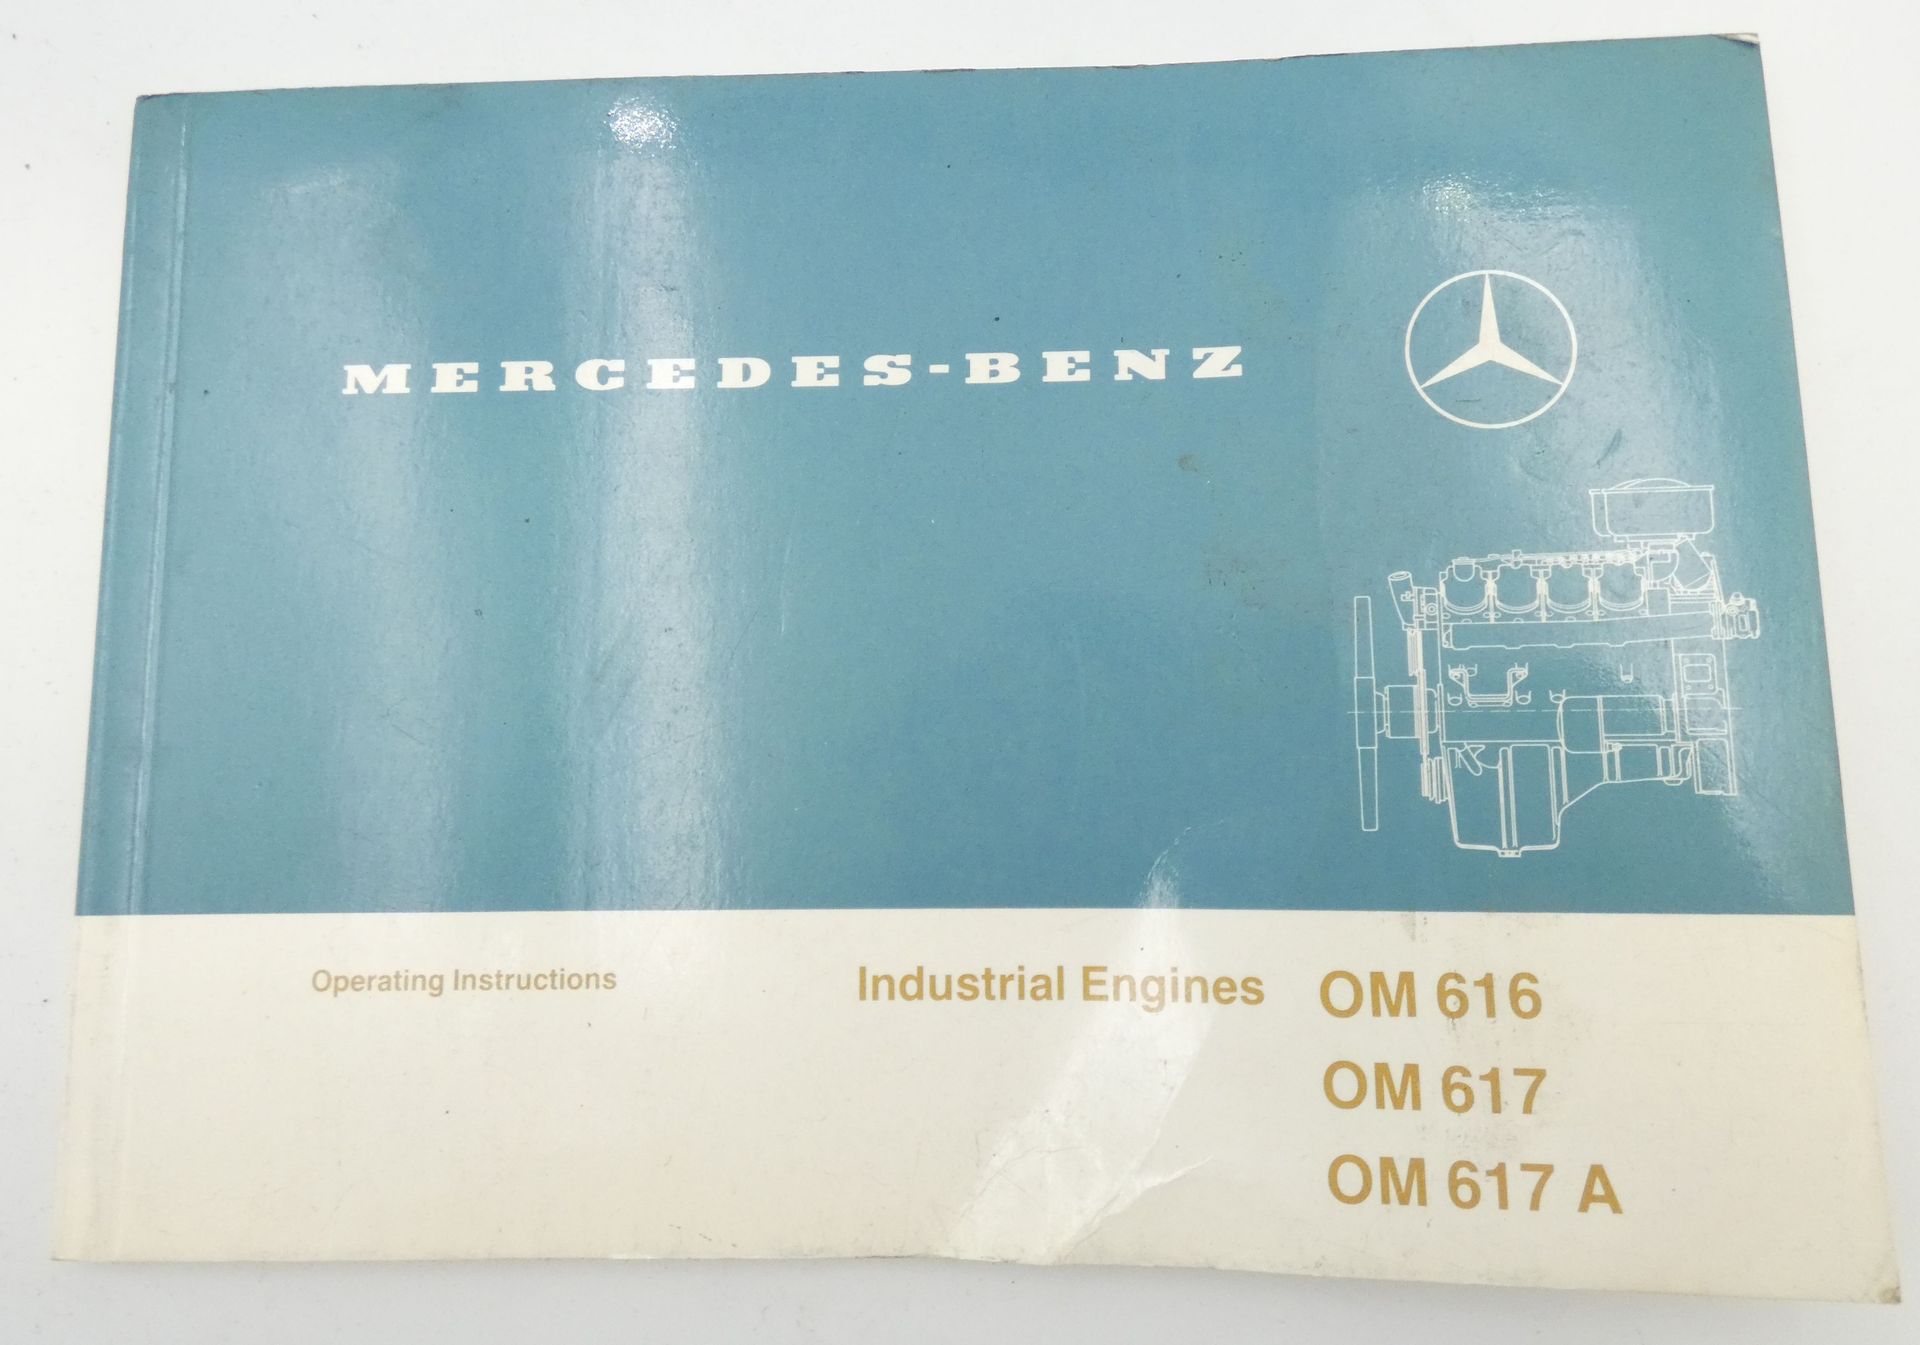 MERCEDES-BENZ
Operating Instructions
Industrial Engines OM 616
OM 617
OM 617 A